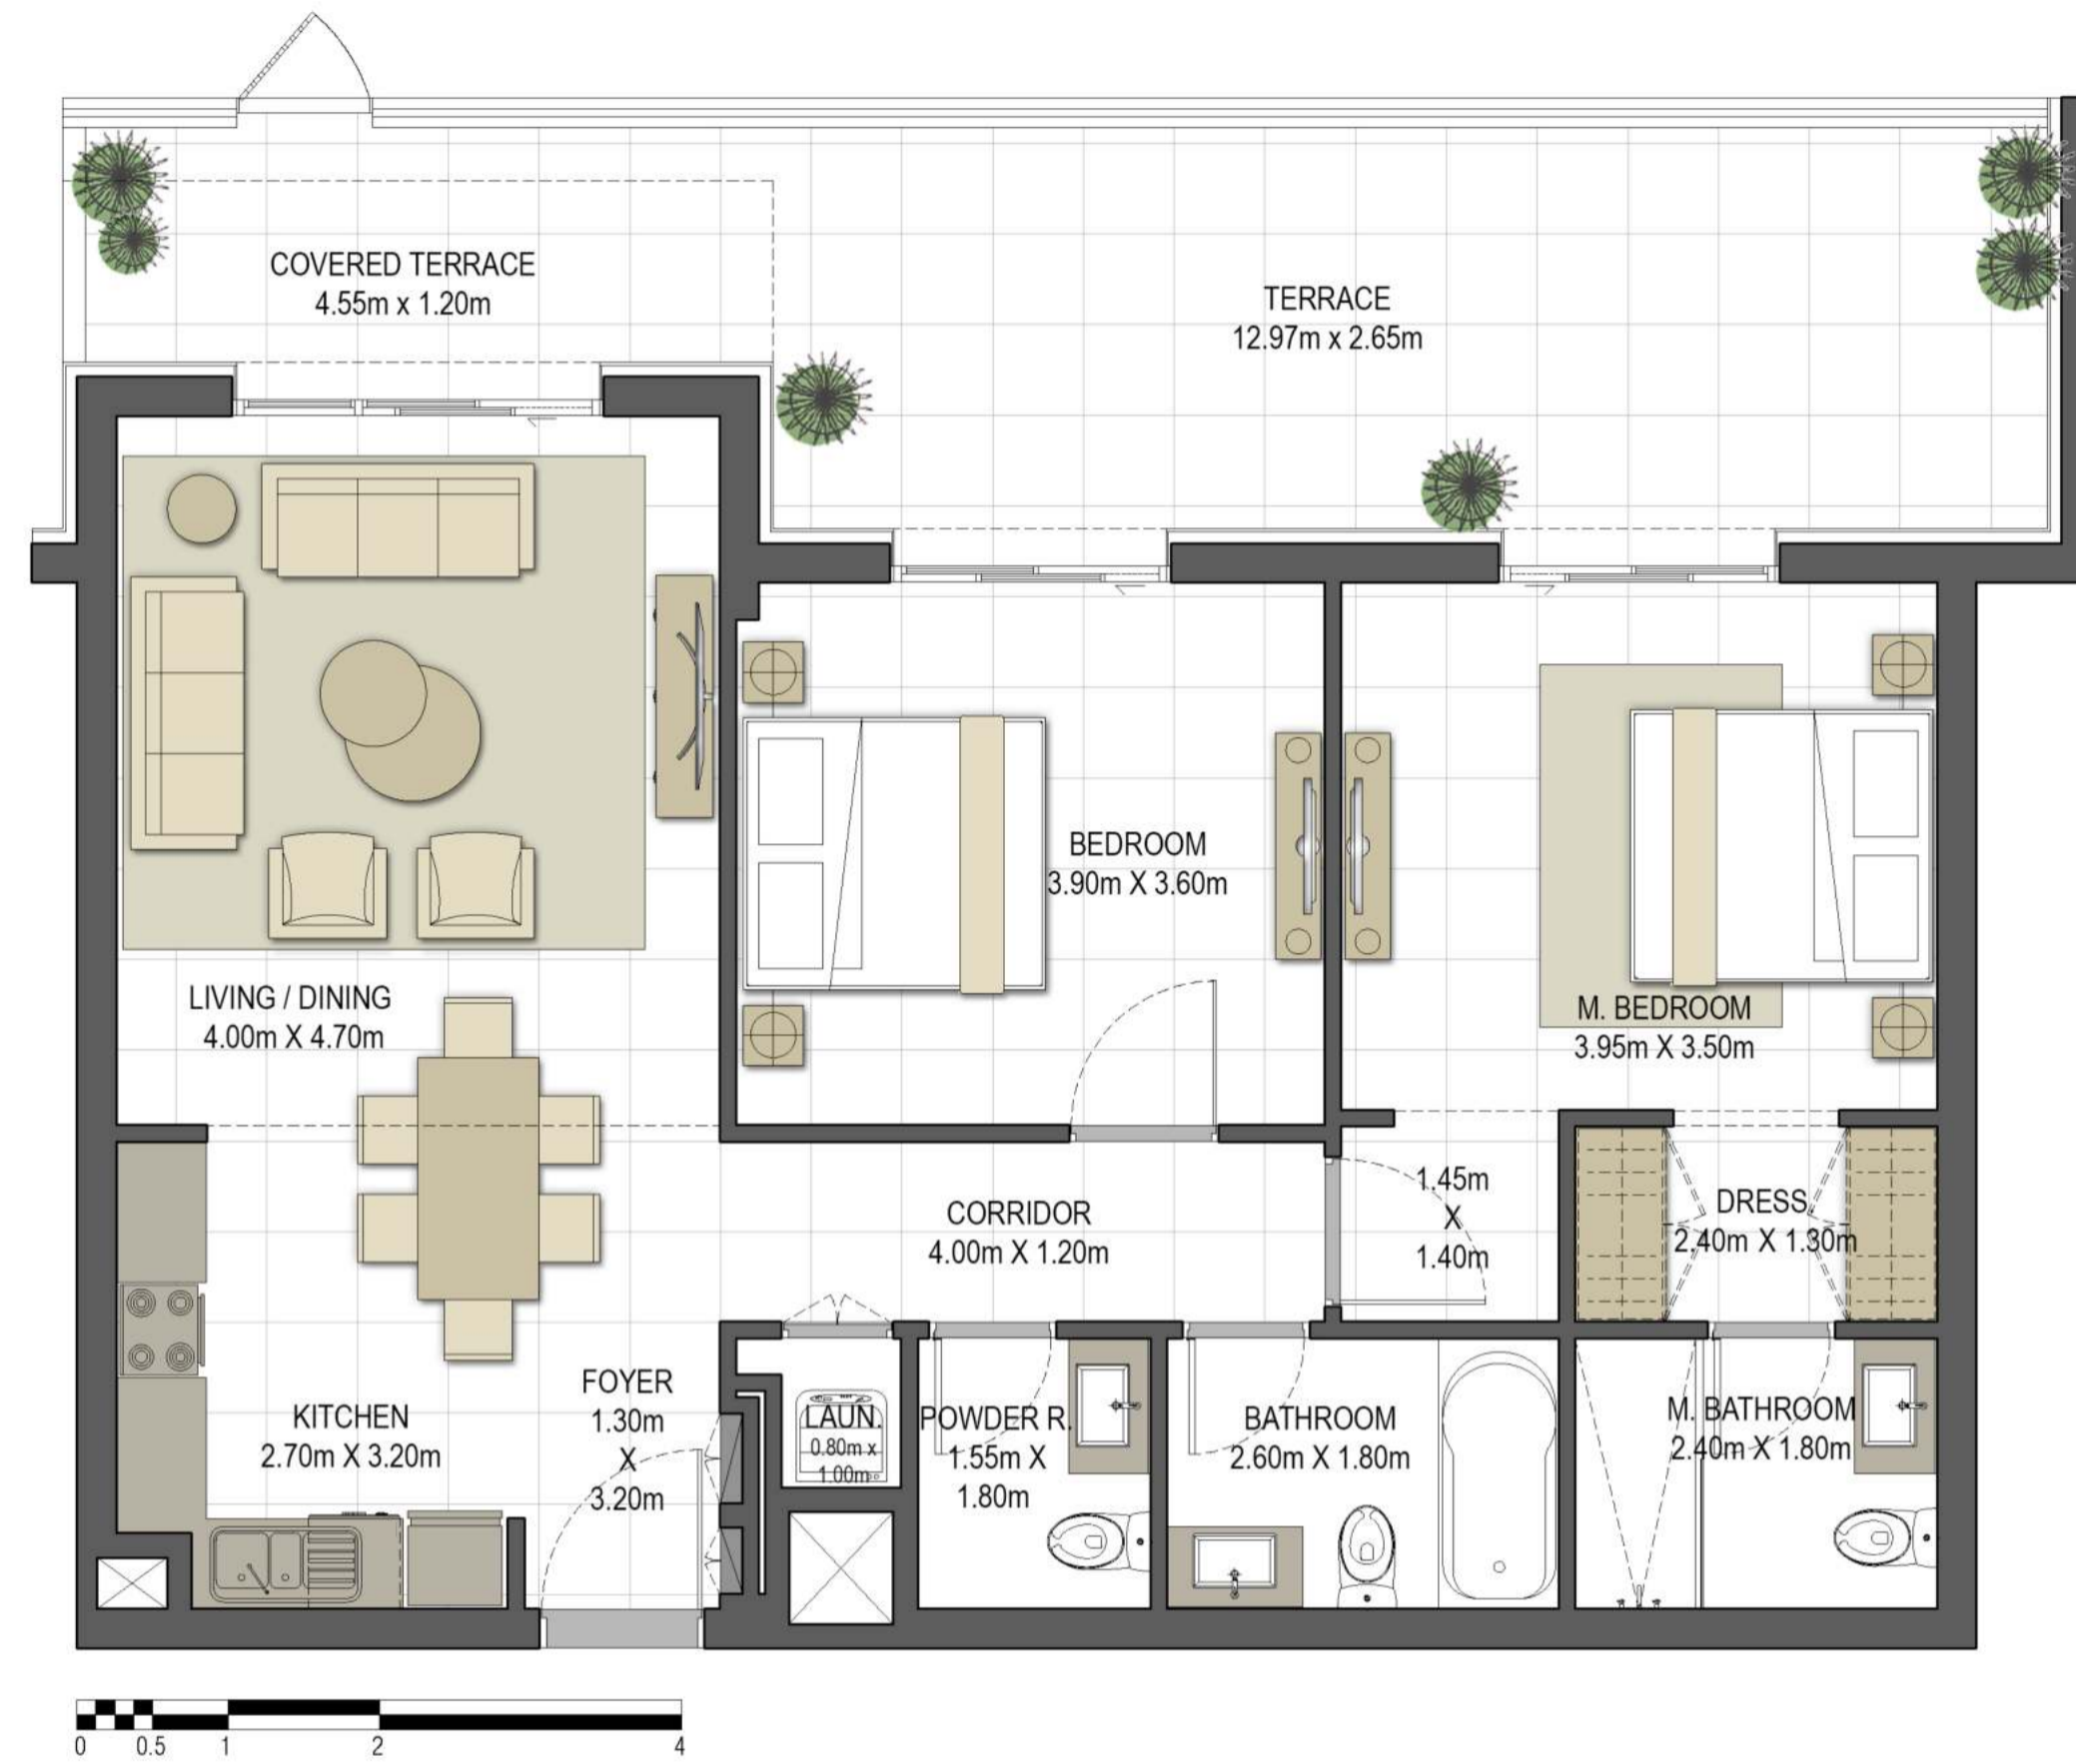 COVERED TERRACE
4.55m x 1.20m
TERRACE
12.97m x 2.65m
BEDROOM
3.90m X 3.60m
LIVING / DINING
4.00m X 4.70m
M. BEDROOM
3.95m X 3.50m
CORRIDOR
4.00m X 1.20m
1.45m
X
1.40m
DRESS
2.40m X 1.30m
KITCHEN
2.70m X 3.20m
FOYER
1.30m
X
3.20m
LAUN.
0.80m x
1.00m
POWDER R.
1.55m X
1.80m
BATHROOM
2.60m X 1.80m
M. BATHROOM
2.40m X 1.80m
0 0.5 1 2 4